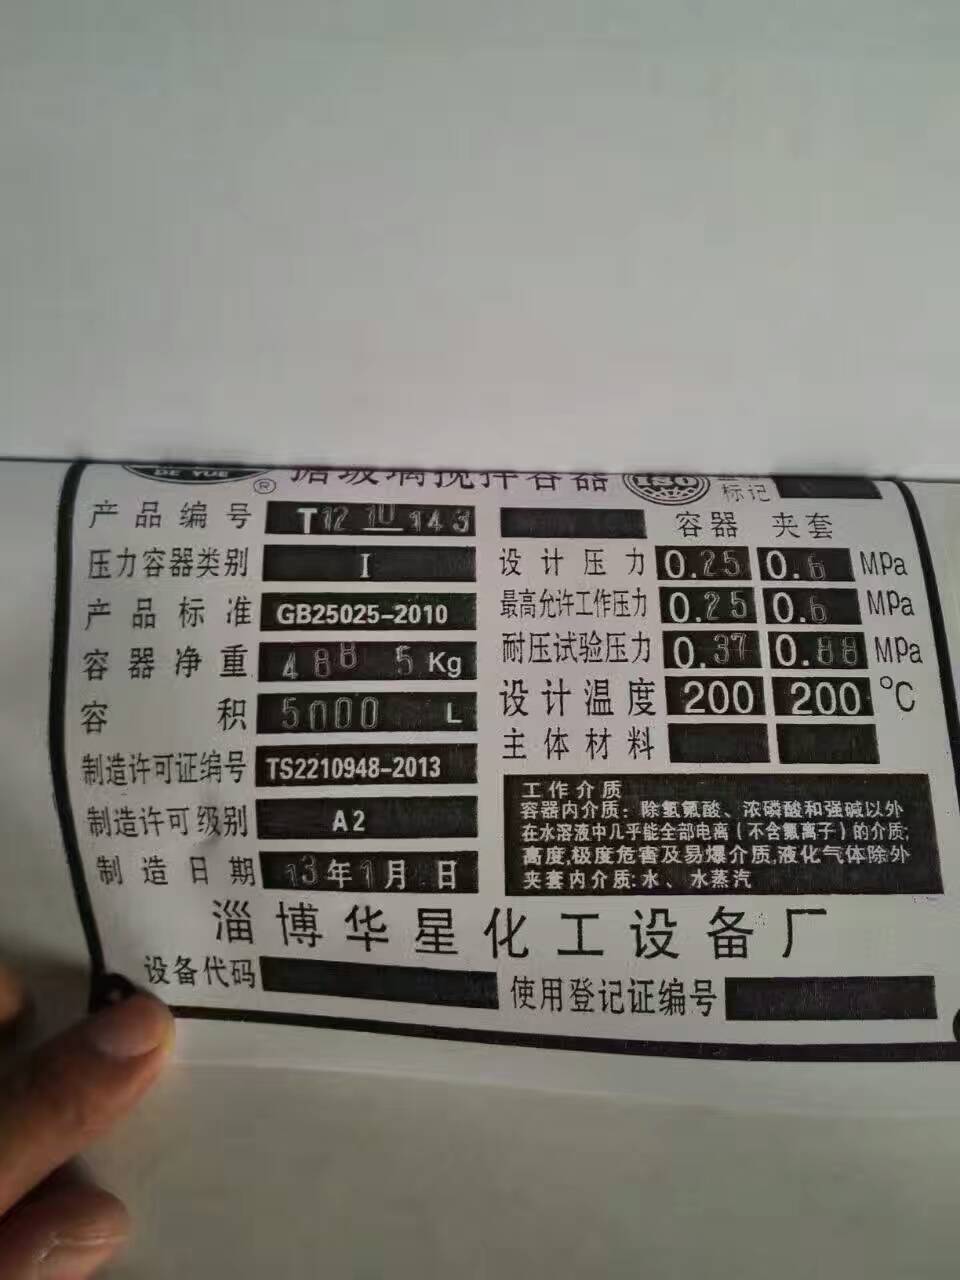 DE YUE ®
搪玻璃搅拌容器 ISO 标记
产品编号 T12 10-143
容器 夹套
压力容器类别 I
设计压力 0.25 0.6 MPa
产品标准 GB25025-2010
最高允许工作压力 0.25 0.6 MPa
容器净重 488 5 Kg
耐压试验压力 0.37 0.88 MPa
容积 5000 L
设计温度 200 200 ℃
制造许可证编号 TS2210948-2013
主体材料
制造许可级别 A2
制造日期 13年1月 日
工作介质
容器内介质：除氢氟酸、浓磷酸和强碱以外
在水溶液中几乎能全部电离（不含氟离子）的介质;
高度,极度危害及易爆介质,液化气体除外
夹套内介质:水、水蒸汽
淄博华星化工设备厂
设备代码
使用登记证编号